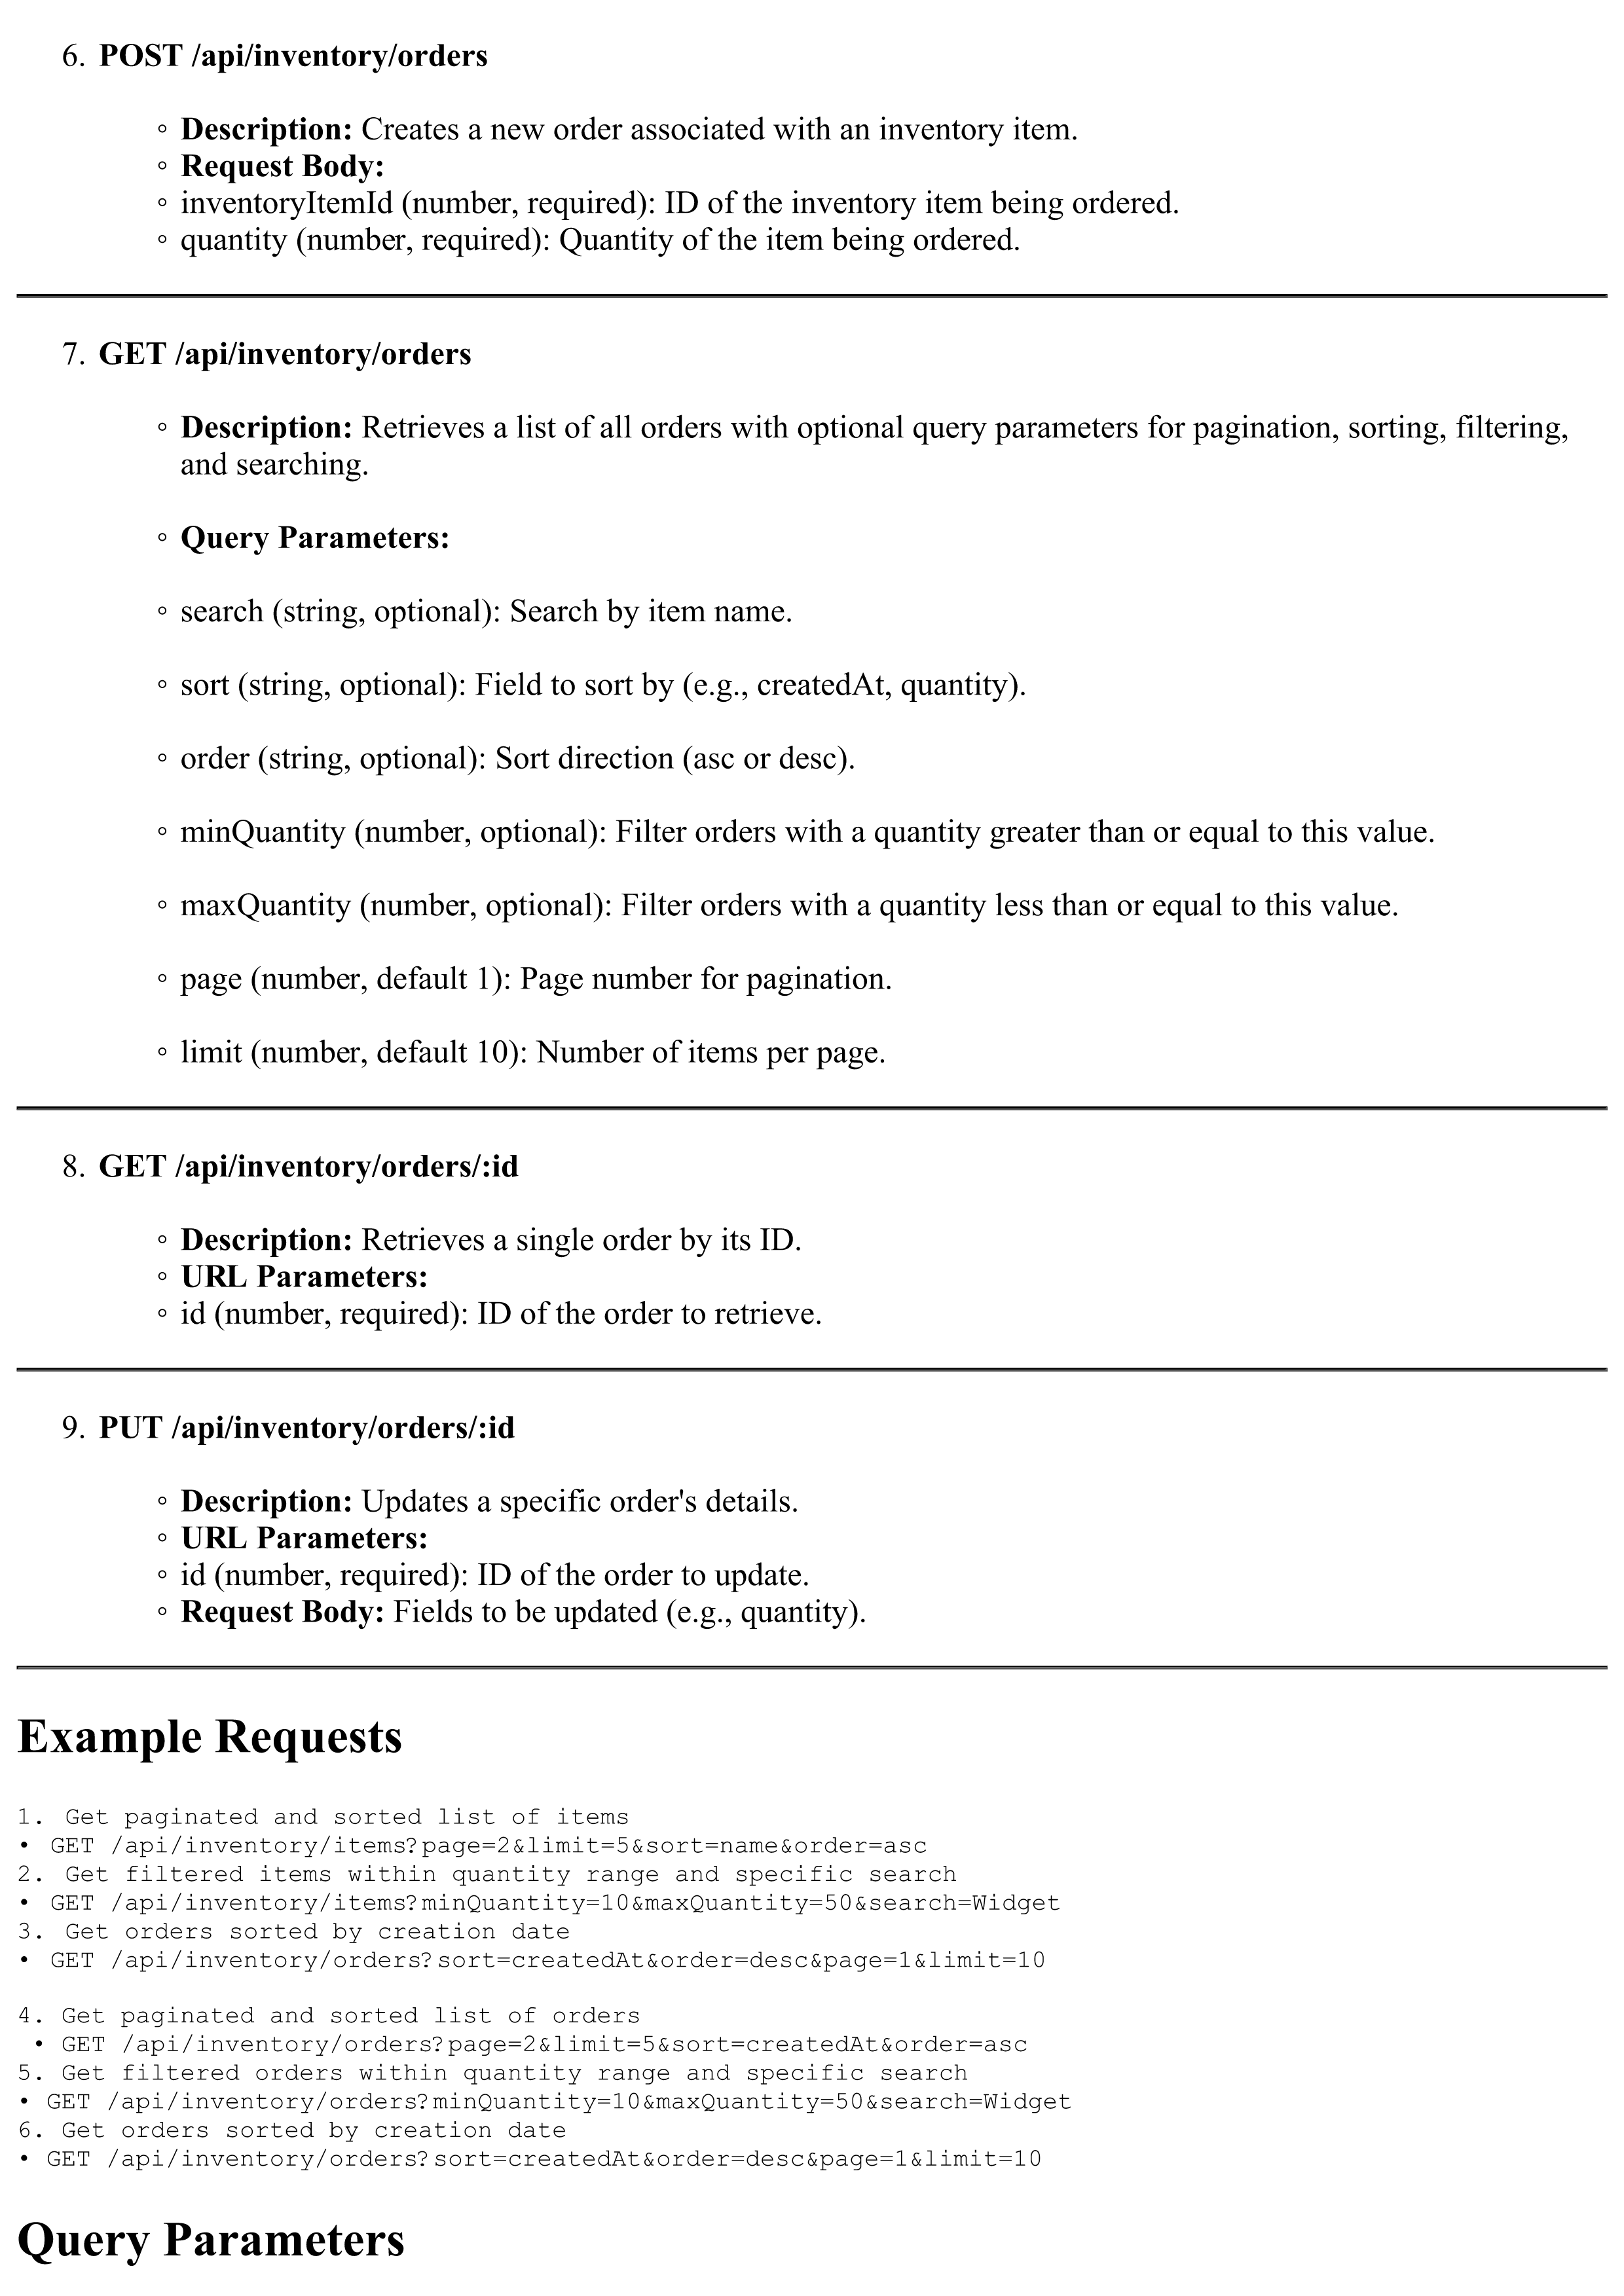 6. POST /api/inventory/orders
◦ Description: Creates a new order associated with an inventory item.
◦ Request Body:
◦ inventoryItemId (number, required): ID of the inventory item being ordered.
◦ quantity (number, required): Quantity of the item being ordered.
7. GET /api/inventory/orders
◦ Description: Retrieves a list of all orders with optional query parameters for pagination, sorting, filtering,
and searching.
◦ Query Parameters:
◦ search (string, optional): Search by item name.
◦ sort (string, optional): Field to sort by (e.g., createdAt, quantity).
◦ order (string, optional): Sort direction (asc or desc).
◦ minQuantity (number, optional): Filter orders with a quantity greater than or equal to this value.
◦ maxQuantity (number, optional): Filter orders with a quantity less than or equal to this value.
◦ page (number, default 1): Page number for pagination.
◦ limit (number, default 10): Number of items per page.
8. GET /api/inventory/orders/:id
◦ Description: Retrieves a single order by its ID.
◦ URL Parameters:
◦ id (number, required): ID of the order to retrieve.
9. PUT /api/inventory/orders/:id
◦ Description: Updates a specific order's details.
◦ URL Parameters:
◦ id (number, required): ID of the order to update.
◦ Request Body: Fields to be updated (e.g., quantity).
Example Requests
1. Get paginated and sorted list of items
• GET /api/inventory/items?page=2&limit=5&sort=name&order=asc
2. Get filtered items within quantity range and specific search
• GET /api/inventory/items?minQuantity=10&maxQuantity=50&search=Widget
3. Get orders sorted by creation date
• GET /api/inventory/orders?sort=createdAt&order=desc&page=1&limit=10
4. Get paginated and sorted list of orders
• GET /api/inventory/orders?page=2&limit=5&sort=createdAt&order=asc
5. Get filtered orders within quantity range and specific search
• GET /api/inventory/orders?minQuantity=10&maxQuantity=50&search=Widget
6. Get orders sorted by creation date
• GET /api/inventory/orders?sort=createdAt&order=desc&page=1&limit=10
Query Parameters